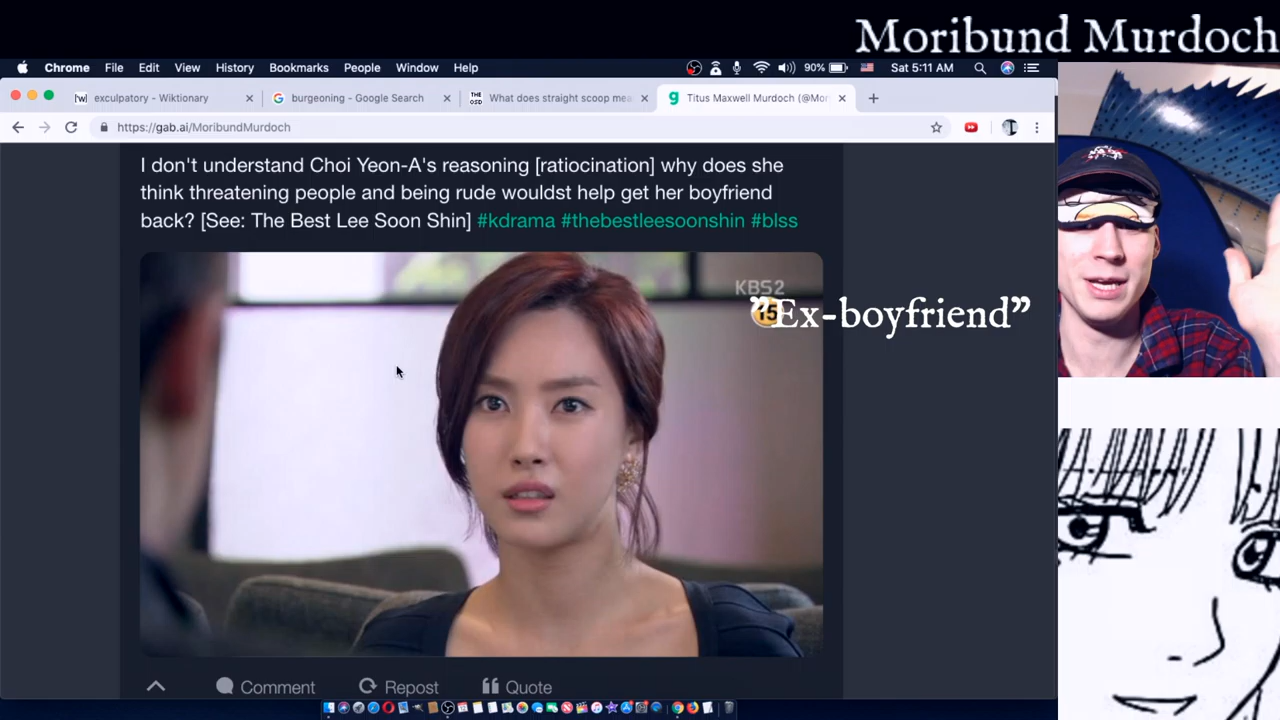 Moribund Murdoch
Chrome File Edit View History Bookmarks People Window Help 90% Sat 5:11 AM
exculpatory - Wiktionary burgeoning - Google Search THE OSD What does straight scoop mea Titus Maxwell Murdoch (@Mor
https://gab.ai/MoribundMurdoch
I don't understand Choi Yeon-A's reasoning [ratiocination] why does she
think threatening people and being rude wouldst help get her boyfriend
back? [See: The Best Lee Soon Shin] #kdrama #thebestleesoonshin #blss
KBS2
15
"Ex-boyfriend"
Comment Repost Quote